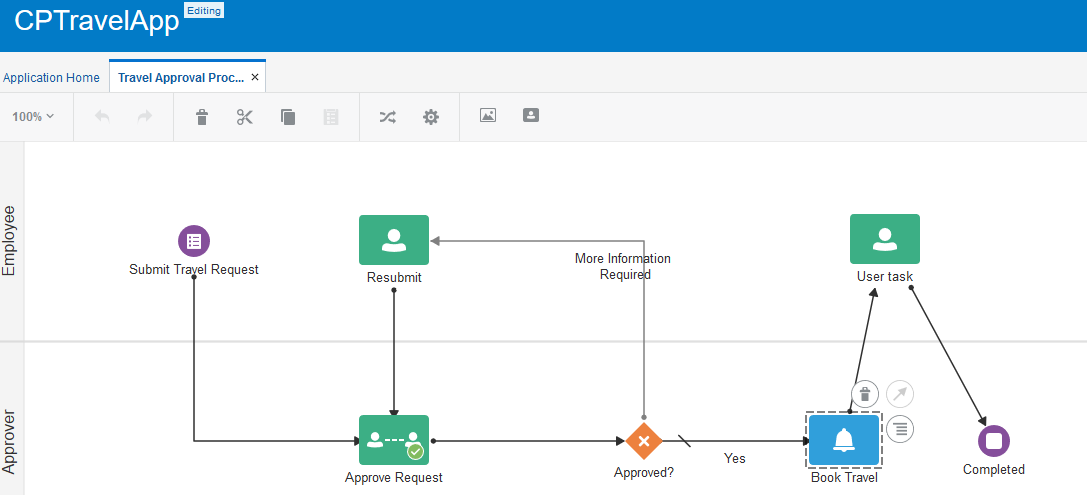 CPTravelApp
Editing
Application Home
Travel Approval Proc...
100%
Employee
Submit Travel Request
Resubmit
More Information
Required
User task
Approver
Approve Request
Approved?
Yes
Book Travel
Completed